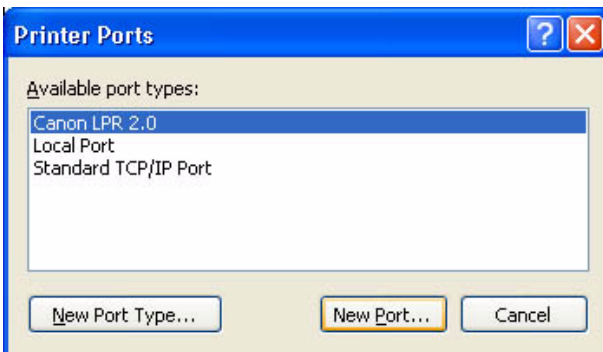 Printer Ports
?
Available port types:
Canon LPR 2.0
Local Port
Standard TCP/IP Port
New Port Type... New Port... Cancel